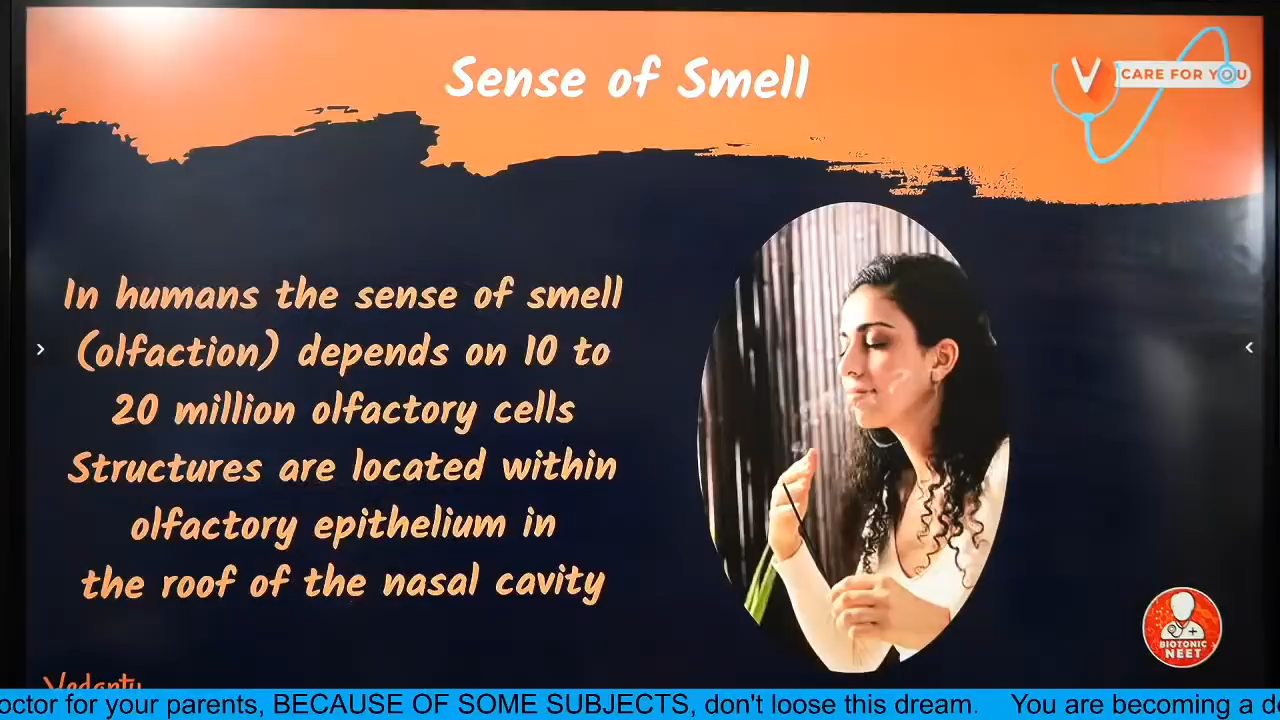 Sense of Smell
V CARE FOR YOU
In humans the sense of smell
(olfaction) depends on 10 to
20 million olfactory cells
Structures are located within
olfactory epithelium in
the roof of the nasal cavity
BIOTONIC
NEET
Vedantu
octor for your parents, BECAUSE OF SOME SUBJECTS, don't loose this dream. You are becoming a d